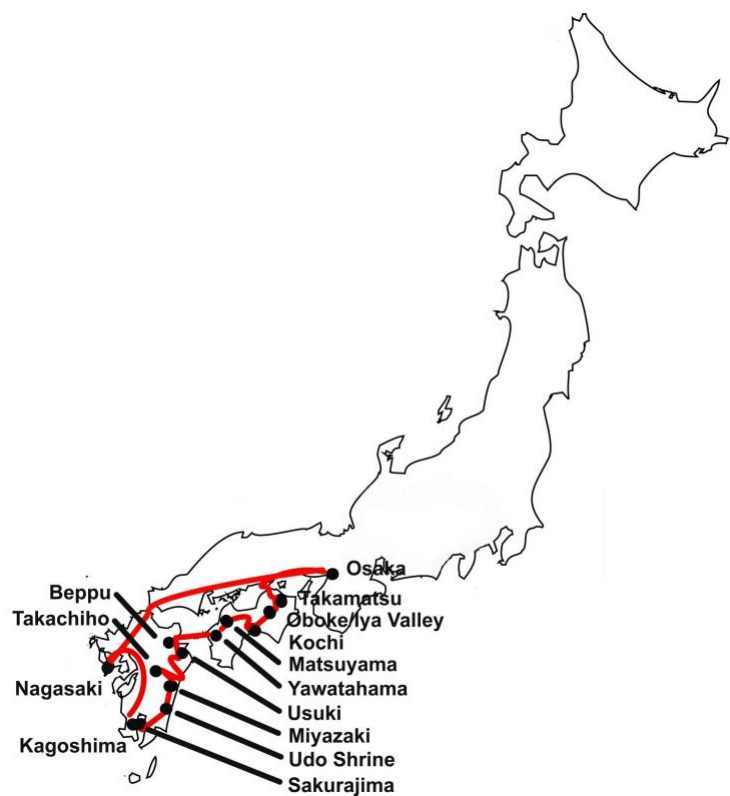 Osaka
Beppu
Takamatsu
Takachiho
Oboke/Iya Valley
Kochi
Matsuyama
Nagasaki
Yawatahama
Usuki
Miyazaki
Kagoshima
Udo Shrine
Sakurajima